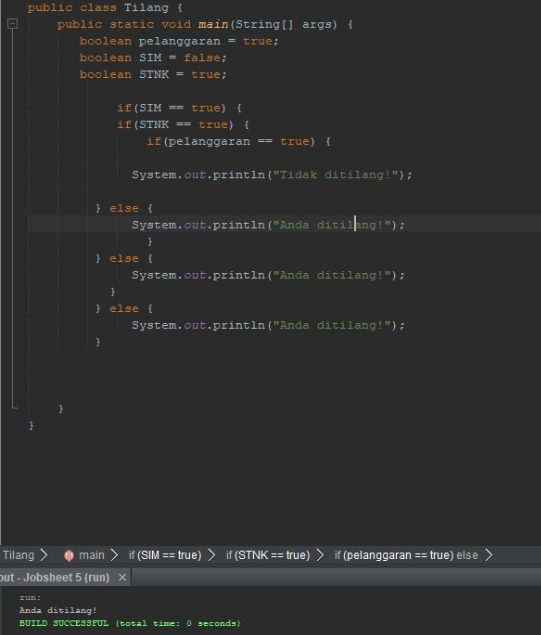 public class Tilang {
public static void main(String[] args) {
boolean pelanggaran = true;
boolean SIM = false;
boolean STNK = true;
if(SIM == true) {
if(STNK == true) {
if(pelanggaran == true) {
System.out.println("Tidak ditilang!");
} else {
System.out.println("Anda ditilang!");
}
} else {
System.out.println("Anda ditilang!");
}
} else {
System.out.println("Anda ditilang!");
}
}
}
Tilang > main > if (SIM == true) > if (STNK == true) > if (pelanggaran == true) else >
out - Jobsheet 5 (run) ×
run:
Anda ditilang!
BUILD SUCCESSFUL (total time: 0 seconds)